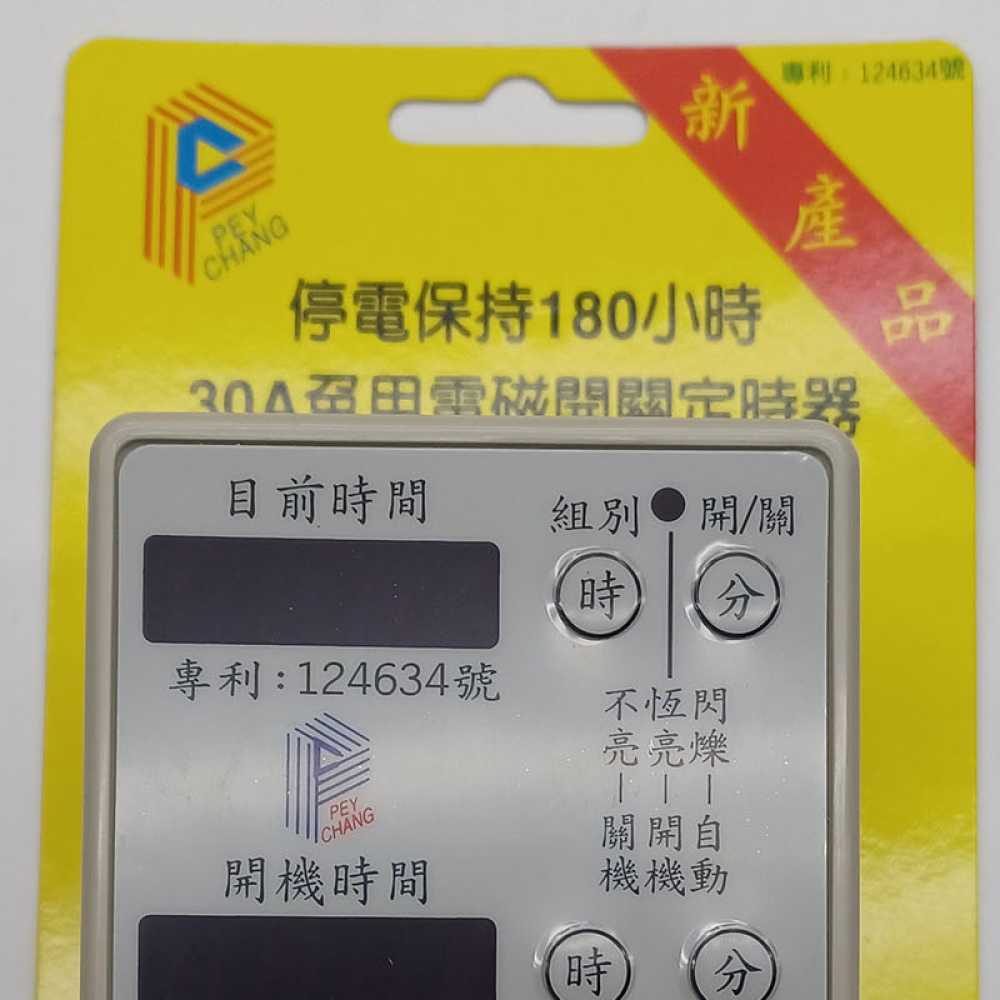 專利：124634號
新產品
PEY
CHANG
停電保持180小時
30A免用電磁開關定時器
目前時間
組別 開/關
時 分
專利:124634號
不亮－關機
恆亮－開機
閃爍－自動
PEY
CHANG
開機時間
時 分